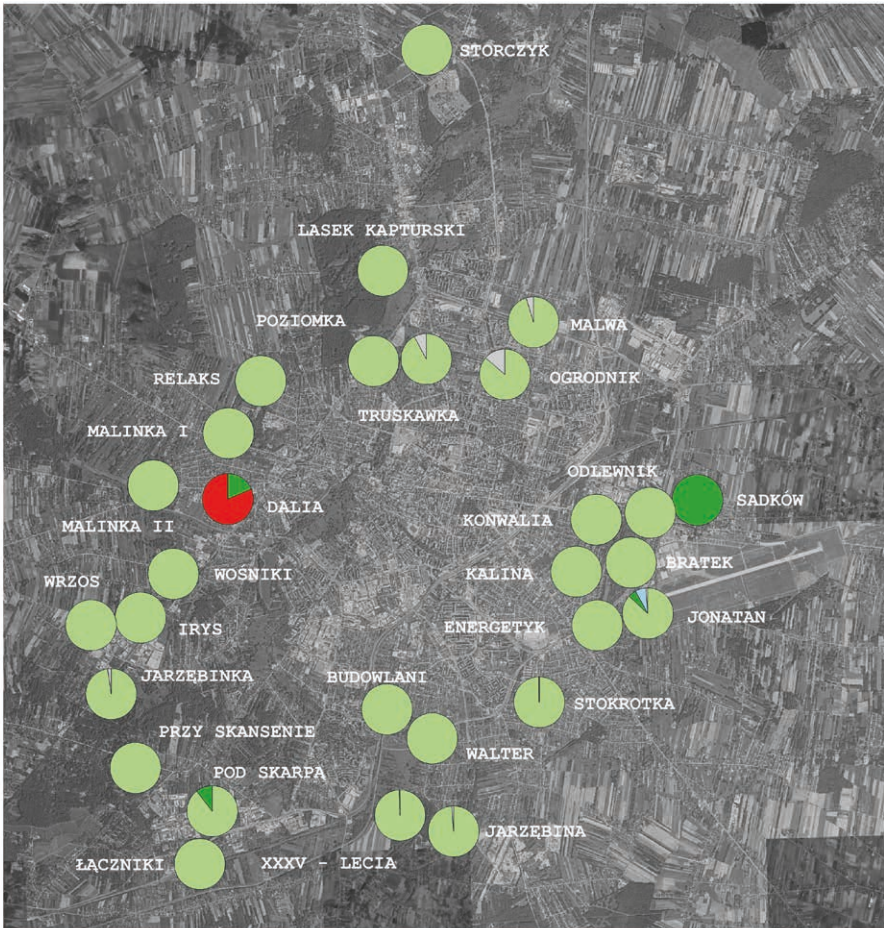 STORCZYK
LASEK KAPTURSKI
POZIOMKA
MALWA
RELAKS
OGRODNIK
TRUSKAWKA
MALINKA I
ODLEWNIK
SADKÓW
DALIA
KONWALIA
MALINKA II
BRATEK
WOŚNIKI
KALINA
WRZOS
JONATAN
IRYS
ENERGETYK
JARZĘBINKA
BUDOWLANI
STOKROTKA
PRZY SKANSENIE
WALTER
POD SKARPA
JARZĘBINA
ŁĄCZNIKI
XXXV - LECIA